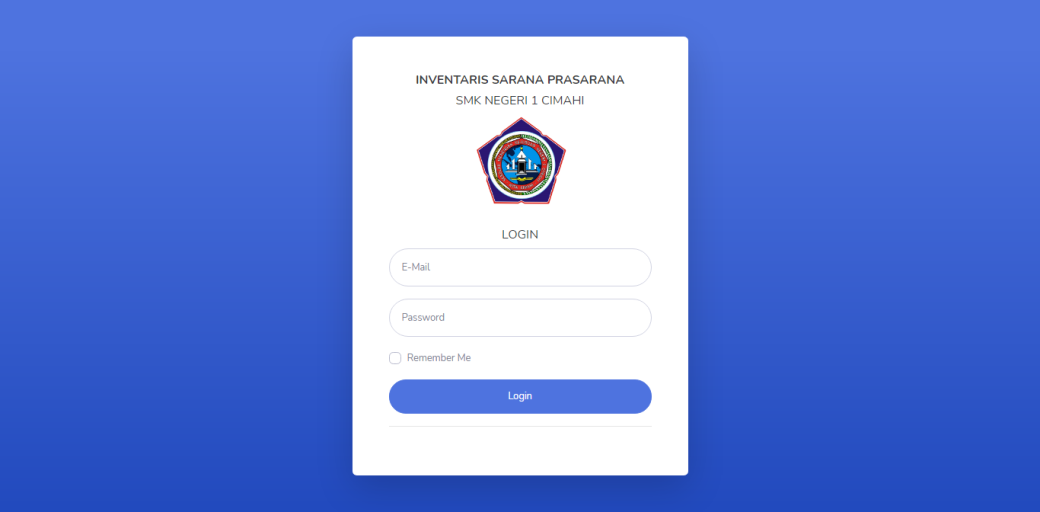 INVENTARIS SARANA PRASARANA
SMK NEGERI 1 CIMAHI
LOGIN
E-Mail
Password
Remember Me
Login